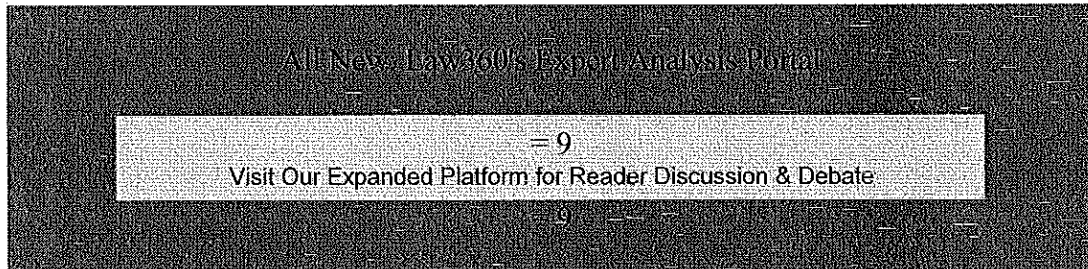 All New Law360's Expert Analysis Portal
= 9
Visit Our Expanded Platform for Reader Discussion & Debate
= 9